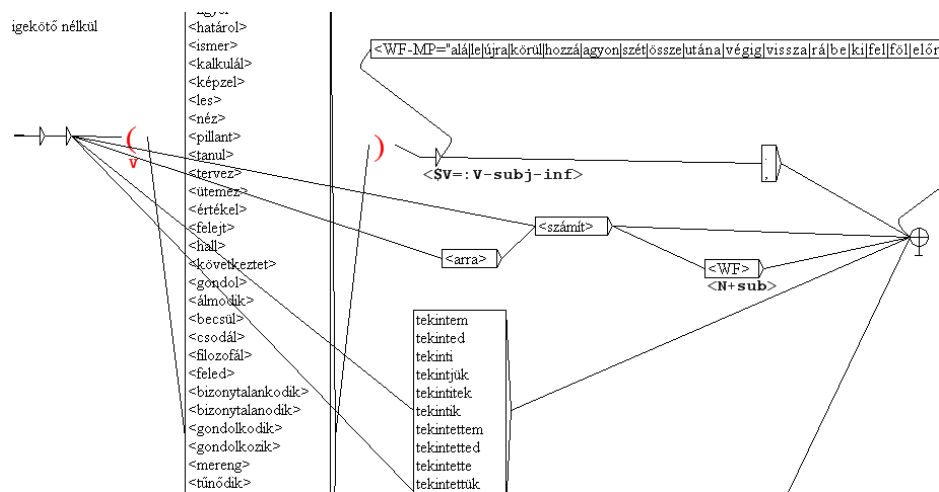 igekötő nélkül
<határol>
<ismer>
<kalkulál>
<képzel>
<les>
<néz>
<pillant>
<tanul>
<tervez>
<ütemez>
<értékel>
<felejt>
<hall>
<következtet>
<gondol>
<álmodik>
<becsül>
<csodál>
<filozofál>
<feled>
<bizonytalankodik>
<bizonytalanodik>
<gondolkodik>
<gondolkozik>
<mereng>
<tűnődik>
(
V
)
<WF-MP="alá|le|újra|körül|hozzá|agyon|szét|össze|utána|végig|vissza|rá|be|ki|fel|föl|előr
<$V=:V-subj-inf>
,
<számít>
<arra>
<WF>
<N+sub>
tekintem
tekinted
tekinti
tekintjük
tekintitek
tekintik
tekintettem
tekintetted
tekintette
tekintettük